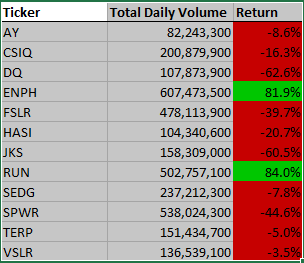 Ticker Total Daily Volume Return
AY 82,243,300 -8.6%
CSIQ 200,879,900 -16.3%
DQ 107,873,900 -62.6%
ENPH 607,473,500 81.9%
FSLR 478,113,900 -39.7%
HASI 104,340,600 -20.7%
JKS 158,309,000 -60.5%
RUN 502,757,100 84.0%
SEDG 237,212,300 -7.8%
SPWR 538,024,300 -44.6%
TERP 151,434,700 -5.0%
VSLR 136,539,100 -3.5%